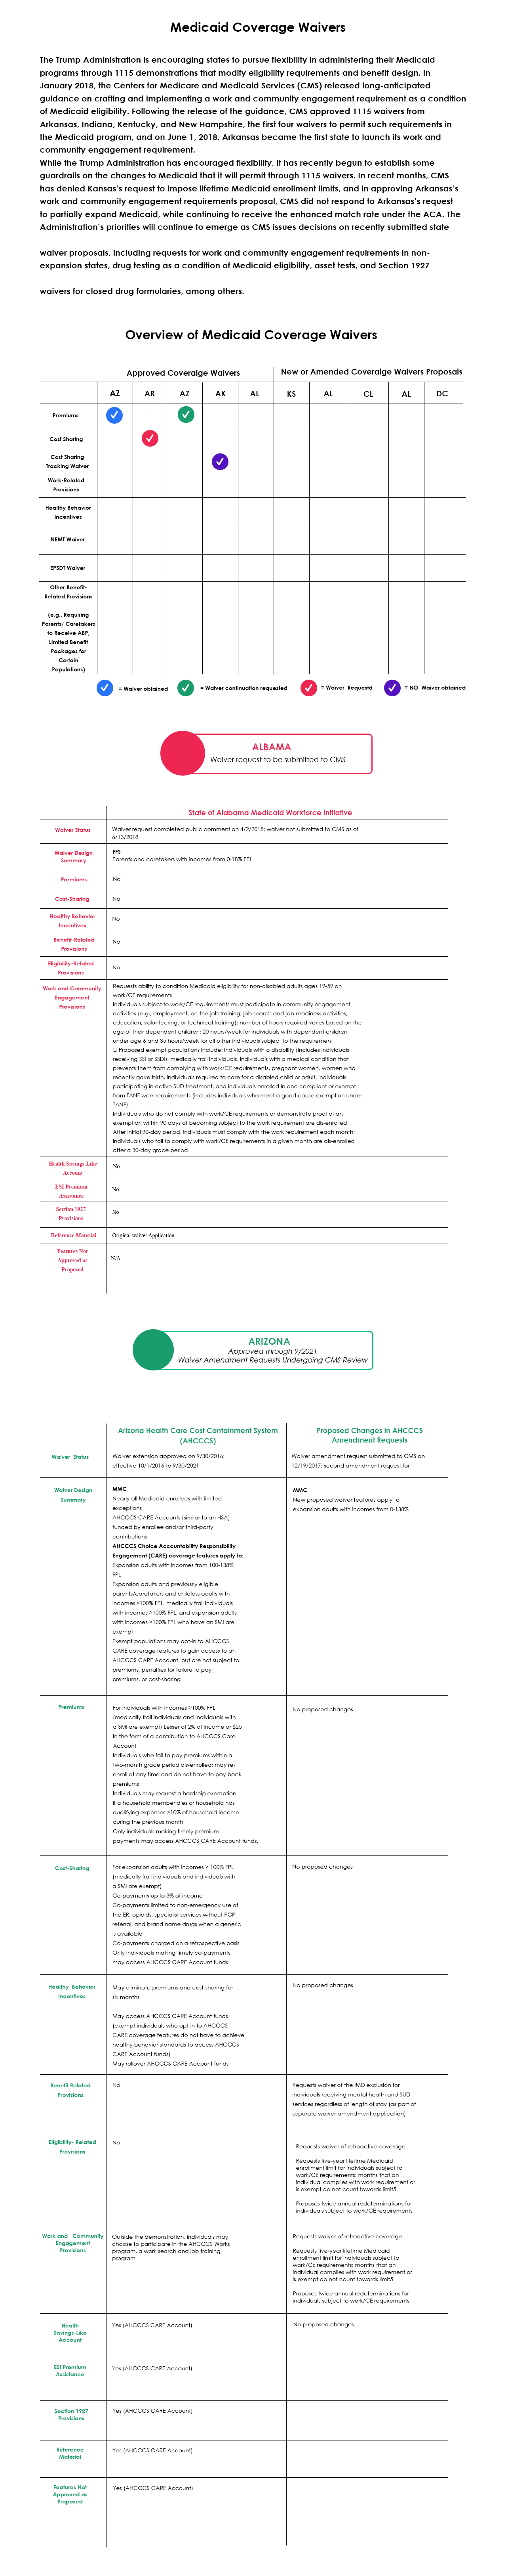 Medicaid Coverage Waivers
The Trump Administration is encouraging states to pursue flexibility in administering their Medicaid
programs through 1115 demonstrations that modify eligibility requirements and benefit design. In
January 2018, the Centers for Medicare and Medicaid Services (CMS) released long-anticipated
guidance on crafting and implementing a work and community engagement requirement as a condition
of Medicaid eligibility. Following the release of the guidance, CMS approved 1115 waivers from
Arkansas, Indiana, Kentucky, and New Hampshire, the first four waivers to permit such requirements in
the Medicaid program, and on June 1, 2018, Arkansas became the first state to launch its work and
community engagement requirement.
While the Trump Administration has encouraged flexibility, it has recently begun to establish some
guardrails on the changes to Medicaid that it will permit through 1115 waivers. In recent months, CMS
has denied Kansas's request to impose lifetime Medicaid enrollment limits, and in approving Arkansas's
work and community engagement requirements proposal, CMS did not respond to Arkansas's request
to partially expand Medicaid, while continuing to receive the enhanced match rate under the ACA. The
Administration's priorities will continue to emerge as CMS issues decisions on recently submitted state
waiver proposals, including requests for work and community engagement requirements in non-
expansion states, drug testing as a condition of Medicaid eligibility, asset tests, and Section 1927
waivers for closed drug formularies, among others.
Overview of Medicaid Coverage Waivers
Approved Coveraige Waivers
New or Amended Coveraige Waivers Proposals
AZ AR AZ AK AL KS AL CL AL DC
Premiums
–
Cost Sharing
Cost Sharing
Tracking Waiver
Work-Related
Provisions
Healthy Behavior
Incentives
NEMT Waiver
EPSDT Waiver
Other Benefit-
Related Provisions
(e.g., Requiring
Parents/ Caretakers
to Receive ABP,
Limited Benefit
Packages for
Certain
Populations)
= Waiver obtained
= Waiver continuation requested
= Waiver Requestd
= NO Waiver obtained
ALBAMA
Waiver request to be submitted to CMS
State of Alabama Medicaid Workforce Initiative
Waiver Status
Waiver request completed public comment on 4/2/2018; waiver not submitted to CMS as of
6/13/2018
Waiver Design
Summary
FFS
Parents and caretakers with incomes from 0-18% FPL
Premiums
No
Cost-Sharing
No
Healthy Behavior
Incentives
No
Benefit-Related
Provisions
No
Eligibility-Related
Provisions
No
Work and Community
Engagement
Provisions
Requests ability to condition Medicaid eligibility for non-disabled adults ages 19-59 on
work/CE requirements
Individuals subject to work/CE requirements must participate in community engagement
activities (e.g., employment, on-the-job training, job search and job-readiness activities,
education, volunteering, or technical training); number of hours required varies based on the
age of their dependent children: 20 hours/week for individuals with dependent children
under age 6 and 35 hours/week for all other individuals subject to the requirement
Proposed exempt populations include: individuals with a disability (includes individuals
receiving SSI or SSDI), medically frail individuals, individuals with a medical condition that
prevents them from complying with work/CE requirements, pregnant women, women who
recently gave birth, individuals required to care for a disabled child or adult, individuals
participating in active SUD treatment, and individuals enrolled in and compliant or exempt
from TANF work requirements (includes individuals who meet a good cause exemption under
TANF)
Individuals who do not comply with work/CE requirements or demonstrate proof of an
exemption within 90 days of becoming subject to the work requirement are dis-enrolled
After initial 90-day period, individuals must comply with the work requirement each month;
individuals who fail to comply with work/CE requirements in a given month are dis-enrolled
after a 30-day grace period
Health Savings-Like
Account
No
ESI Premium
Assistance
No
Section 1927
Provisions
No
Reference Material
Original waiver Application
Features Not
Approved as
Proposed
N/A
ARIZONA
Approved through 9/2021
Waiver Amendment Requests Undergoing CMS Review
Arizona Health Care Cost Containment System
(AHCCCS)
Proposed Changes in AHCCCS
Amendment Requests
Waiver Status
Waiver extension approved on 9/30/2016;
effective 10/1/2016 to 9/30/2021
Waiver amendment request submitted to CMS on
12/19/2017; second amendment request for
Waiver Design
Summary
MMC
Nearly all Medicaid enrollees with limited
exceptions
AHCCCS CARE Accounts (similar to an HSA)
funded by enrollee and/or third-party
contributions
AHCCCS Choice Accountability Responsibility
Engagement (CARE) coverage features apply to:
Expansion adults with incomes from 100-138%
FPL
Expansion adults and previously eligible
parents/caretakers and childless adults with
incomes ≤100% FPL, medically frail individuals
with incomes >100% FPL, and expansion adults
with incomes >100% FPL who have an SMI are
exempt
Exempt populations may opt-in to AHCCCS
CARE coverage features to gain access to an
AHCCCS CARE Account, but are not subject to
premiums, penalties for failure to pay
premiums, or cost-sharing
MMC
New proposed waiver features apply to
expansion adults with incomes from 0-138%
Premiums
For individuals with incomes >100% FPL
(medically frail individuals and individuals with
a SMI are exempt) Lesser of 2% of income or $25
In the form of a contribution to AHCCCS Care
Account
Individuals who fail to pay premiums within a
two-month grace period dis-enrolled; may re-
enroll at any time and do not have to pay back
premiums
Individuals may request a hardship exemption
if a household member dies or household has
qualifying expenses >10% of household income
during the previous month
Only individuals making timely premium
payments may access AHCCCS CARE Account funds.
No proposed changes
Cost-Sharing
For expansion adults with incomes > 100% FPL
(medically frail individuals and individuals with
a SMI are exempt)
Co-payments up to 3% of income
Co-payments limited to non-emergency use of
the ER, opioids, specialist services without PCP
referral, and brand name drugs when a generic
is available
Co-payments charged on a retrospective basis
Only individuals making timely co-payments
may access AHCCCS CARE Account funds
No proposed changes
Healthy Behavior
Incentives
May eliminate premiums and cost-sharing for
six months
May access AHCCCS CARE Account funds
(exempt individuals who opt-in to AHCCCS
CARE coverage features do not have to achieve
healthy behavior standards to access AHCCCS
CARE Account funds)
May rollover AHCCCS CARE Account funds
No proposed changes
Benefit Related
Provisions
No
Requests waiver of the IMD exclusion for
individuals receiving mental health and SUD
services regardless of length of stay (as part of
separate waiver amendment application)
Eligibility- Related
Provisions
No
Requests waiver of retroactive coverage
Requests five-year lifetime Medicaid
enrollment limit for individuals subject to
work/CE requirements; months that an
individual complies with work requirement or
is exempt do not count towards limit5
Proposes twice annual redeterminations for
individuals subject to work/CE requirements
Work and Community
Engagement
Provisions
Outside the demonstration, individuals may
choose to participate in the AHCCCS Works
program, a work search and job training
program
Requests waiver of retroactive coverage
Requests five-year lifetime Medicaid
enrollment limit for individuals subject to
work/CE requirements; months that an
individual complies with work requirement or
is exempt do not count towards limit5
Proposes twice annual redeterminations for
individuals subject to work/CE requirements
Health
Savings-Like
Account
Yes (AHCCCS CARE Account)
No proposed changes
ESI Premium
Assistance
Yes (AHCCCS CARE Account)
Section 1927
Provisions
Yes (AHCCCS CARE Account)
Reference
Material
Yes (AHCCCS CARE Account)
Features Not
Approved as
Proposed
Yes (AHCCCS CARE Account)